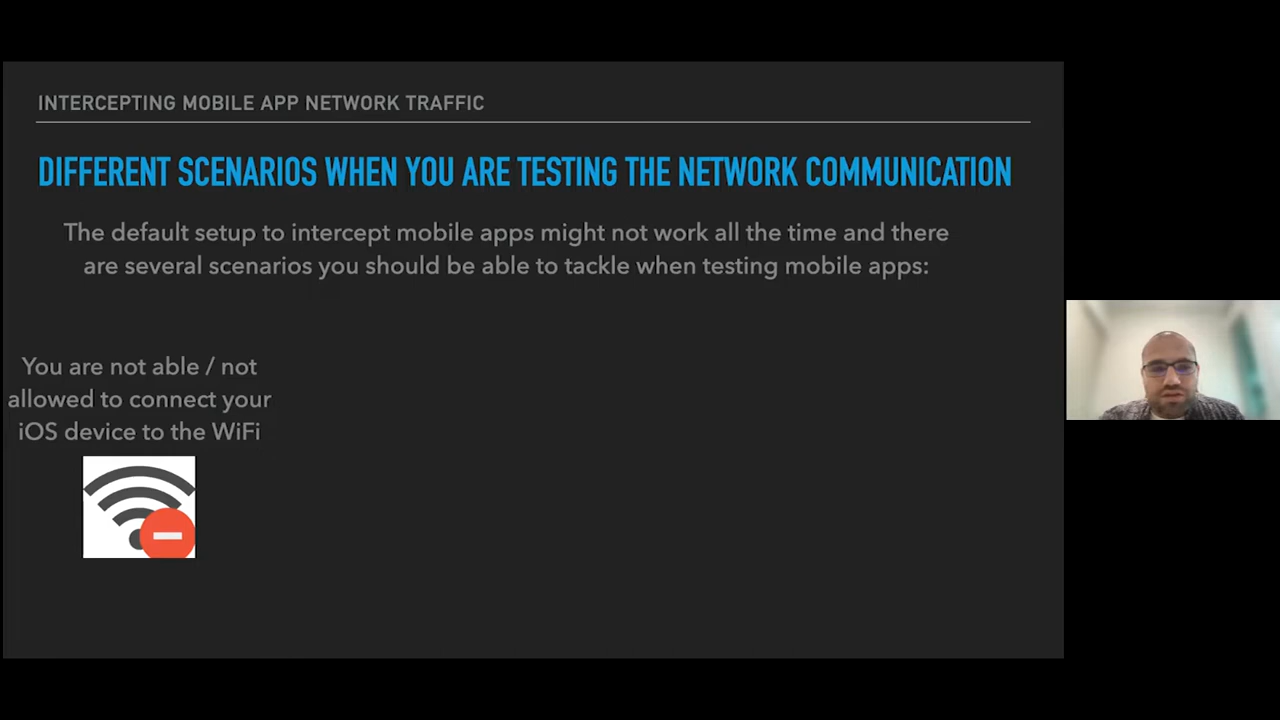 INTERCEPTING MOBILE APP NETWORK TRAFFIC
DIFFERENT SCENARIOS WHEN YOU ARE TESTING THE NETWORK COMMUNICATION
The default setup to intercept mobile apps might not work all the time and there
are several scenarios you should be able to tackle when testing mobile apps:
You are not able / not
allowed to connect your
iOS device to the WiFi